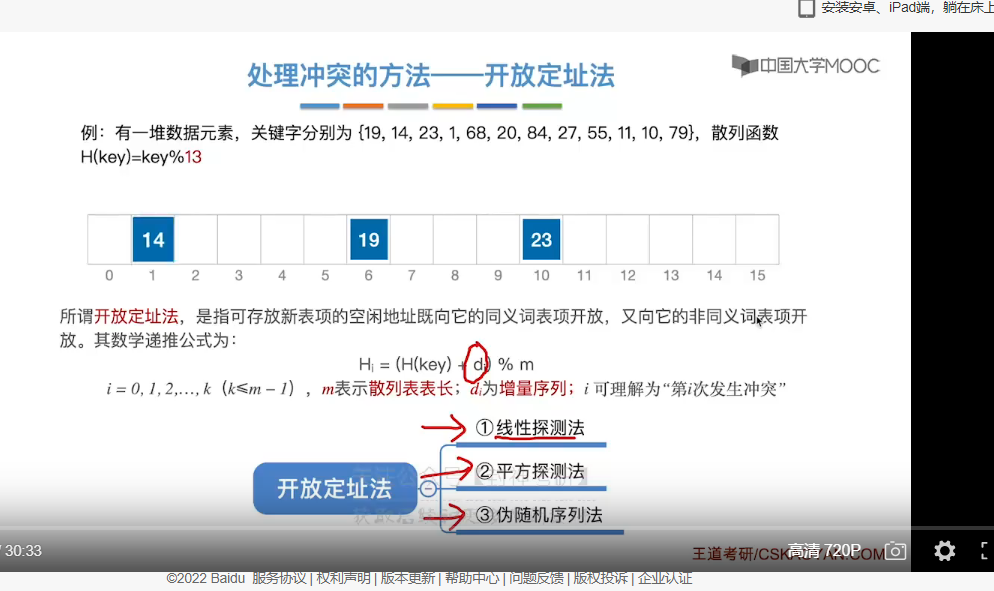 安装安卓、iPad端，躺在床上
处理冲突的方法——开放定址法
中国大学MOOC
例：有一堆数据元素，关键字分别为 {19, 14, 23, 1, 68, 20, 84, 27, 55, 11, 10, 79}，散列函数
H(key)=key%13
14 19 23
0 1 2 3 4 5 6 7 8 9 10 11 12 13 14 15
所谓开放定址法，是指可存放新表项的空闲地址既向它的同义词表项开放，又向它的非同义词表项开
放。其数学递推公式为：
Hᵢ = (H(key) + dᵢ) % m
i = 0, 1, 2,…, k（k≤m − 1），m表示散列表表长；dᵢ为增量序列；i 可理解为“第i次发生冲突”
①线性探测法
②平方探测法
开放定址法
③伪随机序列法
/ 30:33
高清 720P
王道考研/CSKAOYAN.COM
©2022 Baidu 服务协议 | 权利声明 | 版本更新 | 帮助中心 | 问题反馈 | 版权投诉 | 企业认证